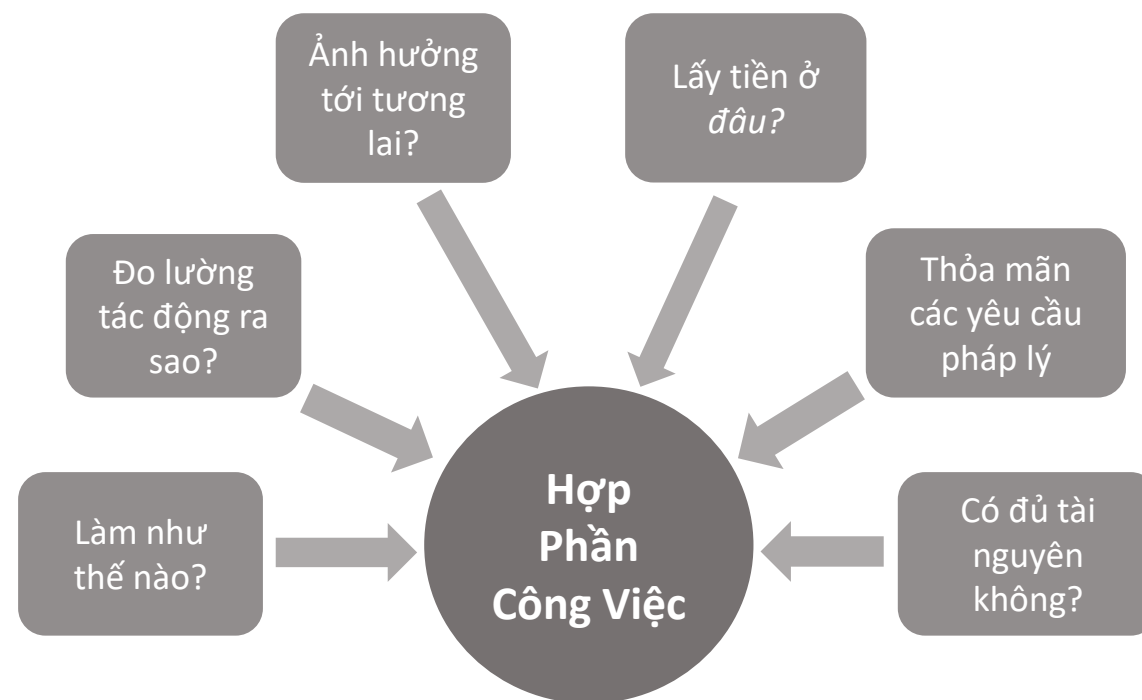 Ảnh hưởng
tới tương
lai?
Lấy tiền ở
đâu?
Đo lường
tác động ra
sao?
Thỏa mãn
các yêu cầu
pháp lý
Làm như
thế nào?
Hợp
Phần
Công Việc
Có đủ tài
nguyên
không?